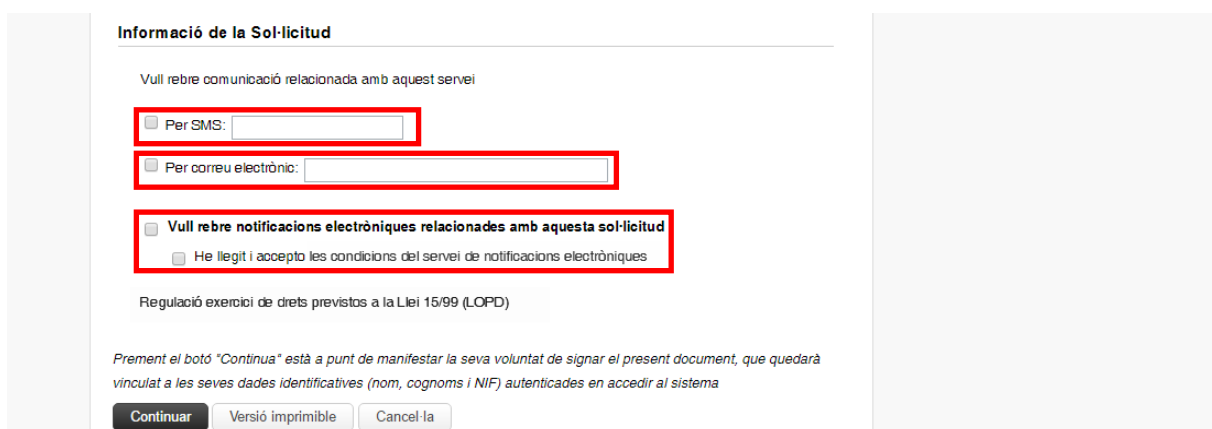 Informació de la Sol·licitud
Vull rebre comunicació relacionada amb aquest servei
Per SMS:
Per correu electrònic:
Vull rebre notificacions electròniques relacionades amb aquesta sol·licitud
He llegit i accepto les condicions del servei de notificacions electròniques
Regulació exercici de drets previstos a la Llei 15/99 (LOPD)
Prement el botó "Continua" està a punt de manifestar la seva voluntat de signar el present document, que quedarà
vinculat a les seves dades identificatives (nom, cognoms i NIF) autenticades en accedir al sistema
Continuar Versió imprimible Cancel·la